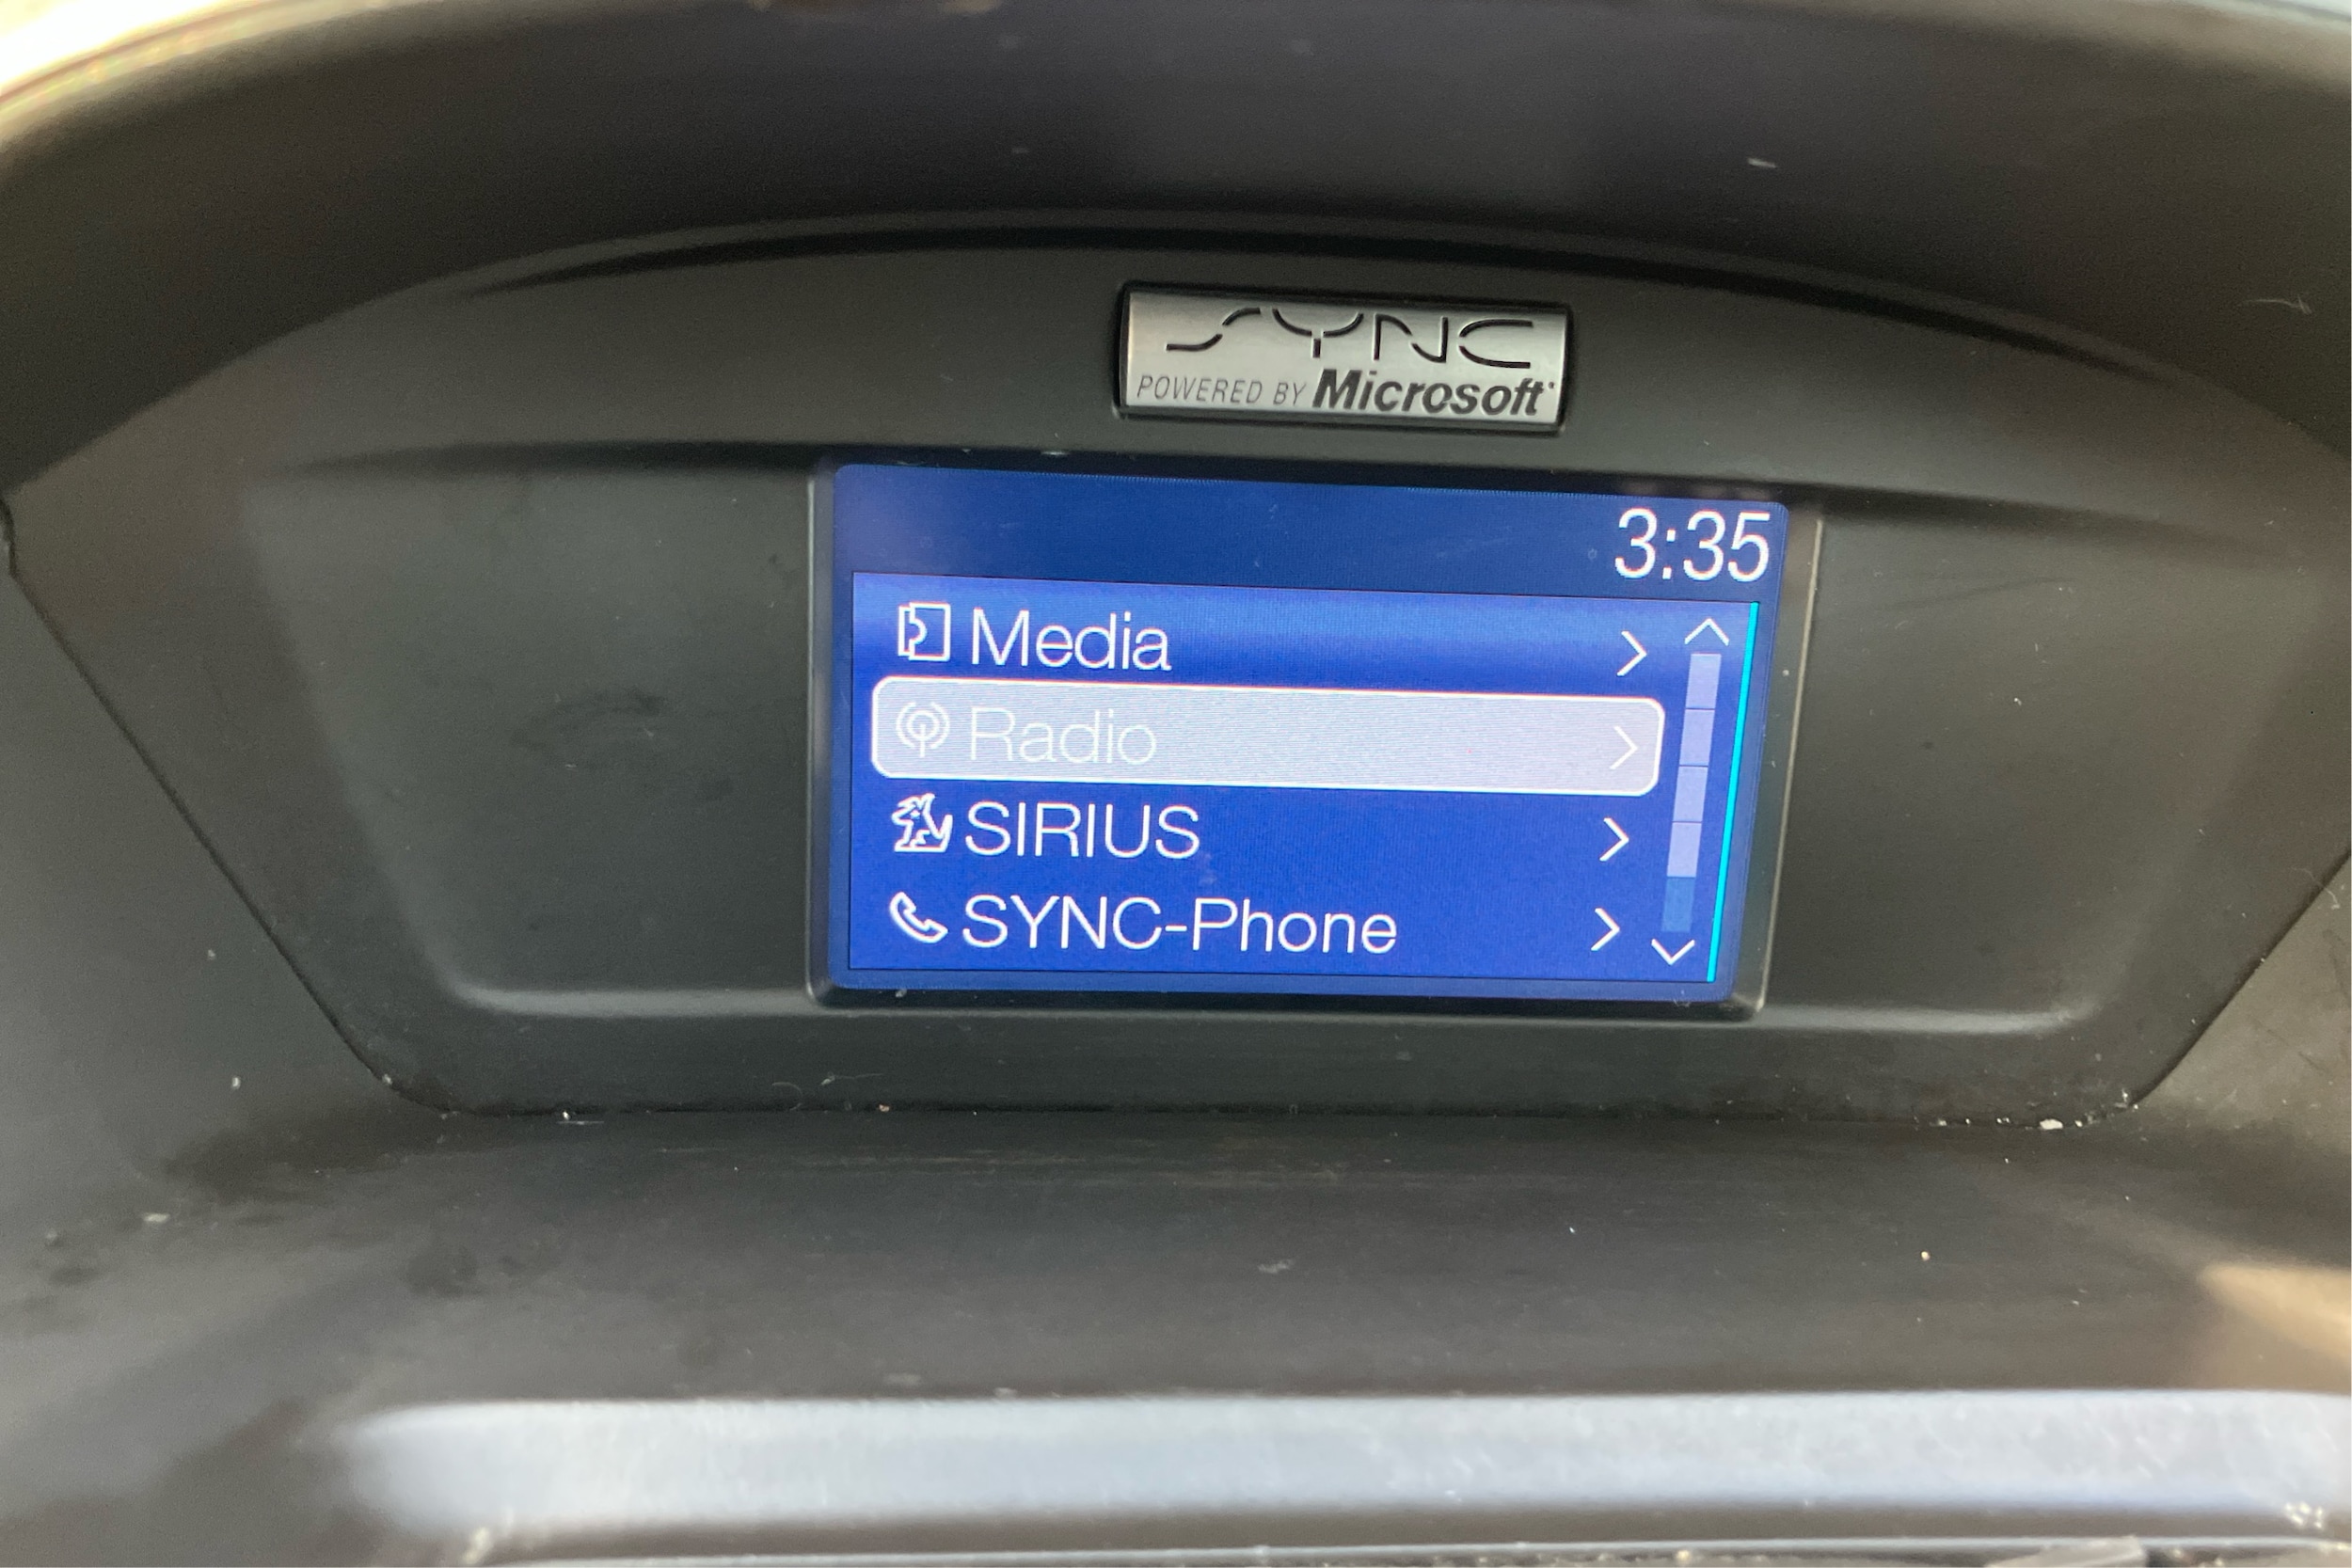 SYNC
POWERED BY Microsoft
3:35
Media
Radio
SIRIUS
SYNC-Phone